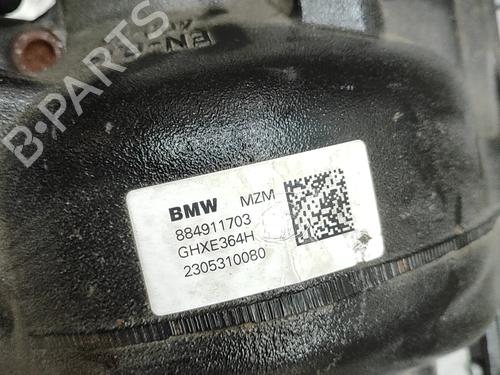 B-PARTS
BMW MZM
884911703
GHXE364H
2305310080